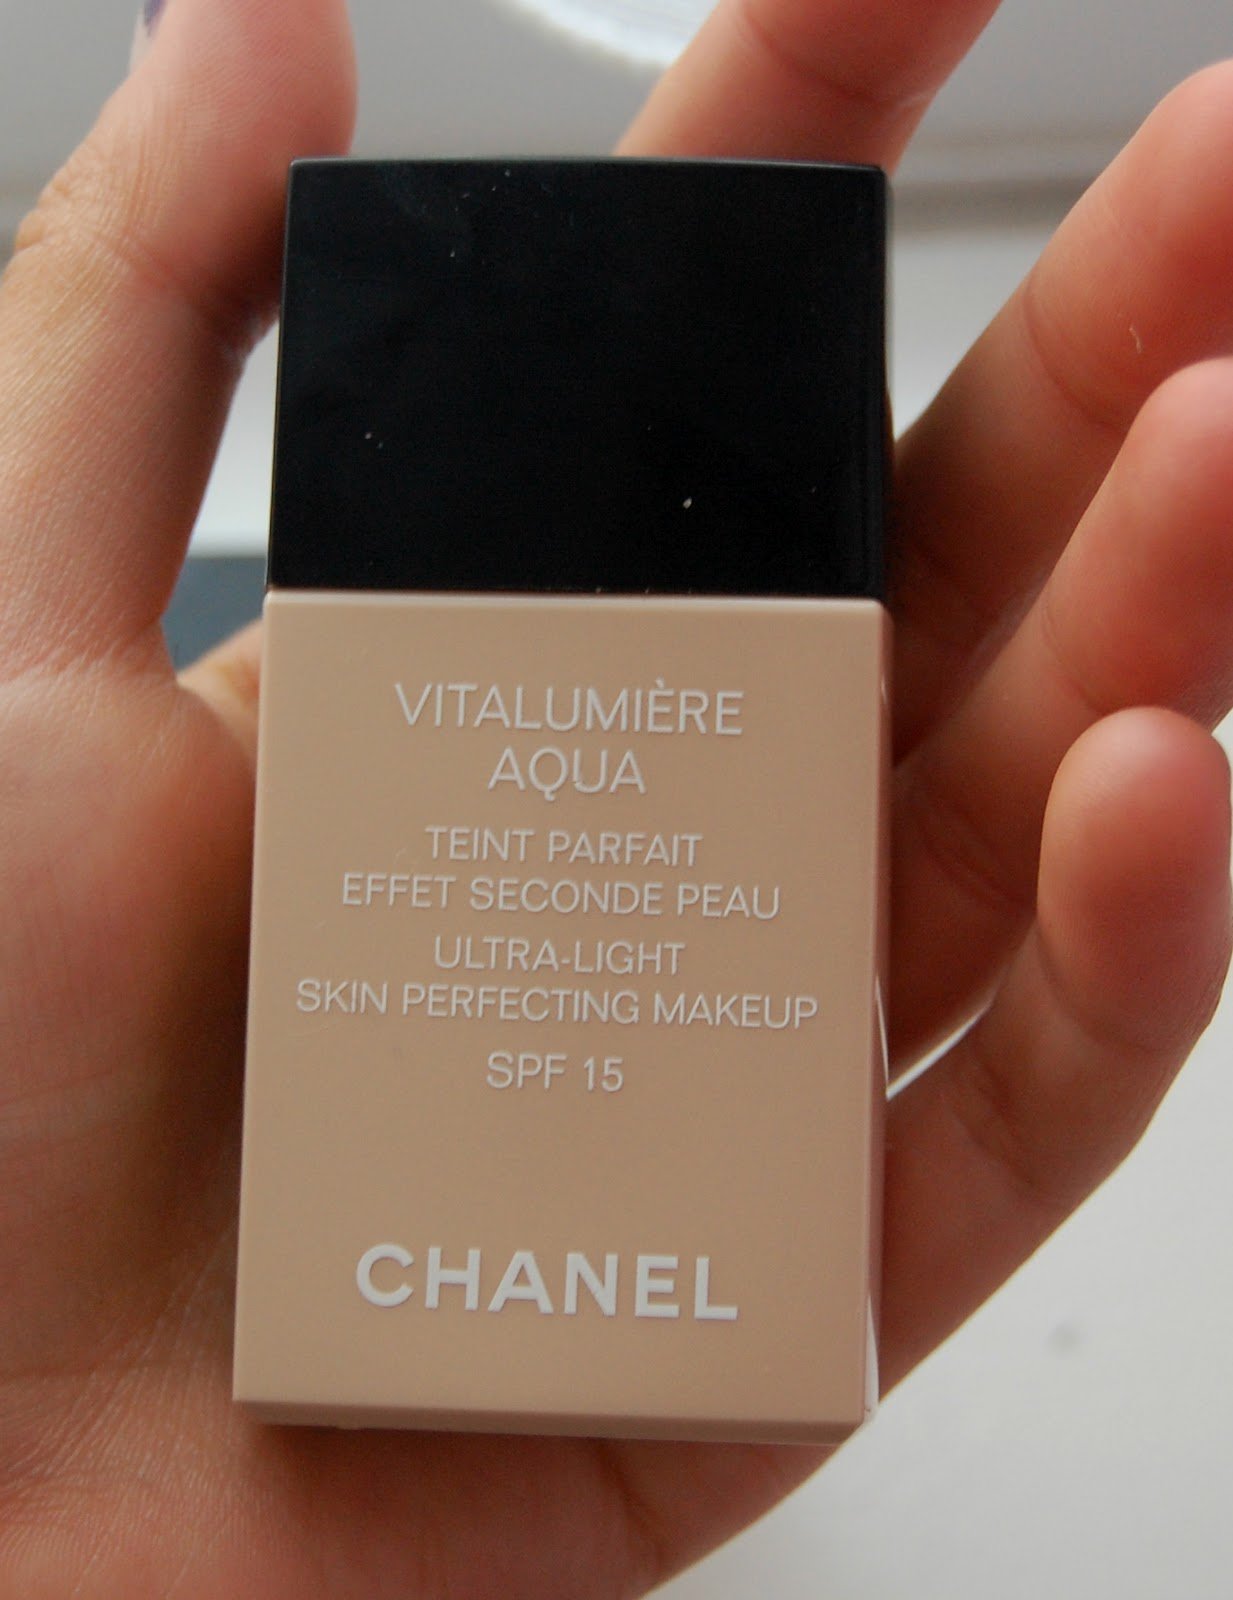 VITALUMIÈRE
AQUA
TEINT PARFAIT
EFFET SECONDE PEAU
ULTRA-LIGHT
SKIN PERFECTING MAKEUP
SPF 15
CHANEL